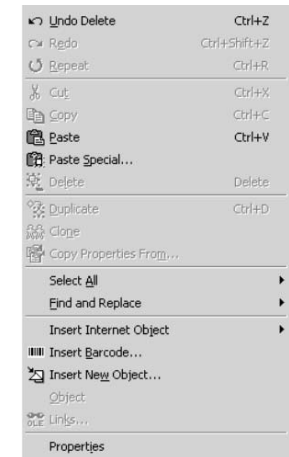 Undo Delete Ctrl+Z
Redo Ctrl+Shift+Z
Repeat Ctrl+R
Cut Ctrl+X
Copy Ctrl+C
Paste Ctrl+V
Paste Special...
Delete Delete
Duplicate Ctrl+D
Clone
Copy Properties From...
Select All
Find and Replace
Insert Internet Object
Insert Barcode...
Insert New Object...
Object
OLE Links...
Properties